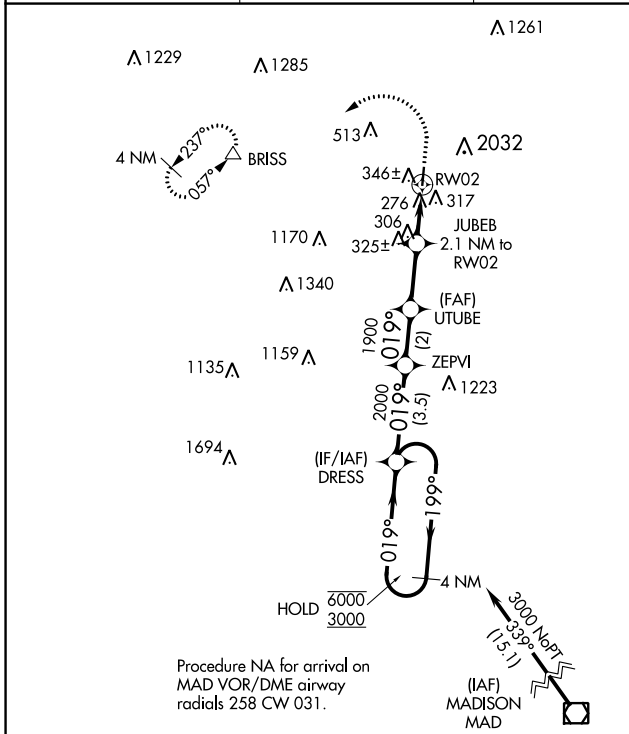 1261
1229
1285
513
2032
4 NM
237°
057°
BRISS
346±
RW02
276
317
306
325±
JUBEB
2.1 NM to
RW02
1170
1340
(FAF)
UTUBE
1900
019°
(2)
1159
1135
ZEPVI
1223
2000
019°
(3.5)
1694
(IF/IAF)
DRESS
019°
199°
4 NM
HOLD
6000
3000
3000 NoPT
339°
(15.1)
Procedure NA for arrival on
MAD VOR/DME airway
radials 258 CW 031.
(IAF)
MADISON
MAD